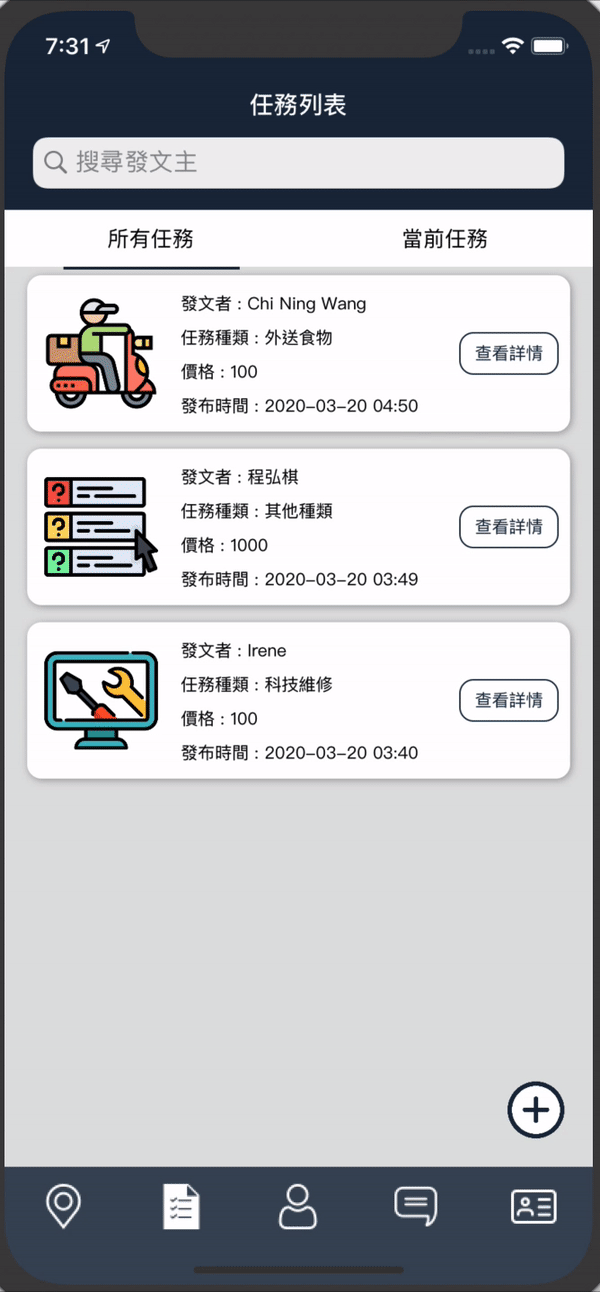 7:31
任務列表
搜尋發文主
所有任務
當前任務
發文者 : Chi Ning Wang
任務種類 : 外送食物
價格 : 100
發布時間 : 2020-03-20 04:50
查看詳情
發文者 : 程弘棋
任務種類 : 其他種類
價格 : 1000
發布時間 : 2020-03-20 03:49
查看詳情
發文者 : Irene
任務種類 : 科技維修
價格 : 100
發布時間 : 2020-03-20 03:40
查看詳情